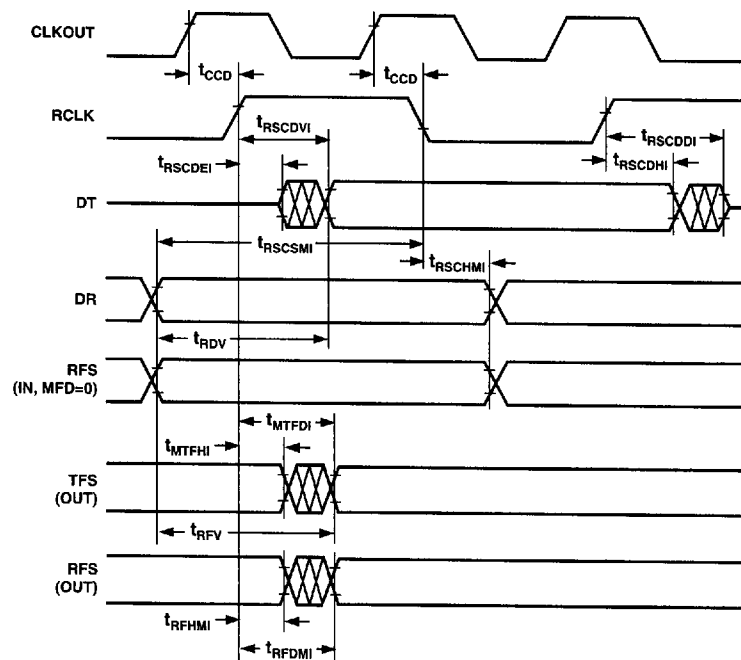 CLKOUT
tCCD tCCD
RCLK
tRSCDVI tRSCDDI
tRSCDEI tRSCDHI
DT
tRSCSMI
tRSCHMI
DR
tRDV
RFS
(IN, MFD=0)
tMTFDI
tMTFHI
TFS
(OUT)
tRFV
RFS
(OUT)
tRFHMI
tRFDMI